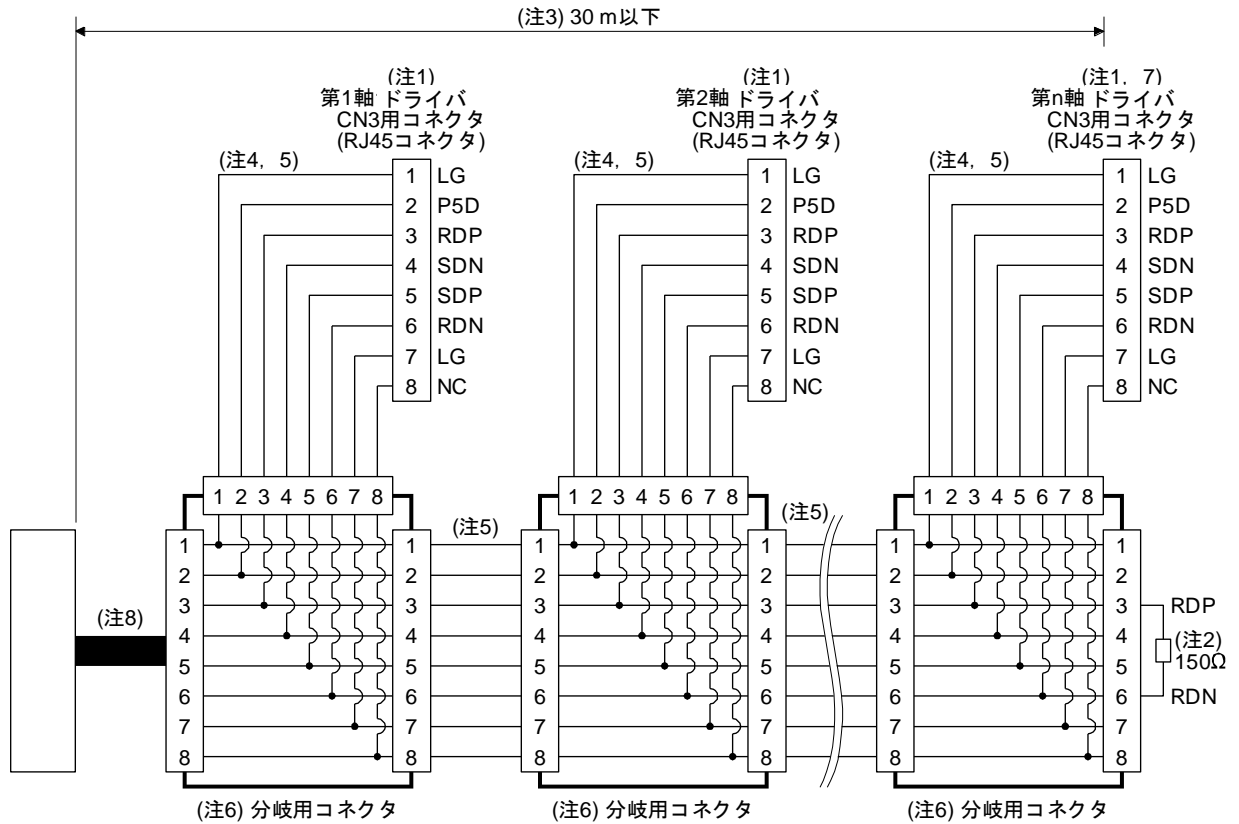 (注3) 30 m以下
(注1)
第1軸 ドライバ
CN3用コネクタ
(RJ45コネクタ)
(注4, 5)
1 LG
2 P5D
3 RDP
4 SDN
5 SDP
6 RDN
7 LG
8 NC
(注1)
第2軸 ドライバ
CN3用コネクタ
(RJ45コネクタ)
(注4, 5)
1 LG
2 P5D
3 RDP
4 SDN
5 SDP
6 RDN
7 LG
8 NC
(注1, 7)
第n軸 ドライバ
CN3用コネクタ
(RJ45コネクタ)
(注4, 5)
1 LG
2 P5D
3 RDP
4 SDN
5 SDP
6 RDN
7 LG
8 NC
1 2 3 4 5 6 7 8
1 2 3 4 5 6 7 8
1 2 3 4 5 6 7 8
(注8)
(注5)
(注5)
1 1 1 1 1 1
2 2 2 2 2 2
3 3 3 3 3 3 RDP
4 4 4 4 4 4
(注2)
150Ω
5 5 5 5 5 5
6 6 6 6 6 6 RDN
7 7 7 7 7 7
8 8 8 8 8 8
(注6) 分岐用コネクタ
(注6) 分岐用コネクタ
(注6) 分岐用コネクタ